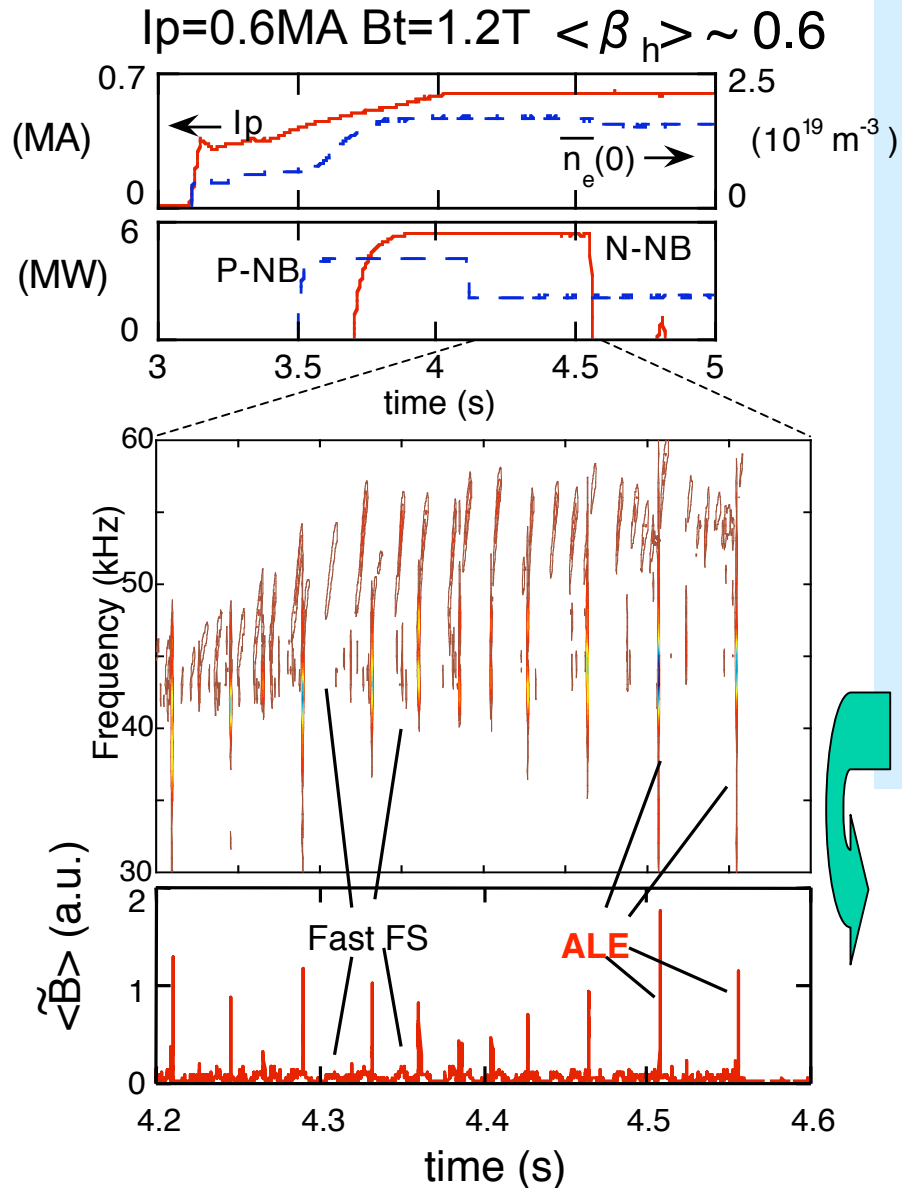 Ip=0.6MA Bt=1.2T <β_h> ~ 0.6
0.7 2.5
(MA) Ip n_e(0) (10^19 m^-3)
0 0
6
(MW) P-NB N-NB
0
3 3.5 4 4.5 5
time (s)
60
50
Frequency (kHz)
40
30
2
<B̃> (a.u.)
Fast FS ALE
1
0
4.2 4.3 4.4 4.5 4.6
time (s)